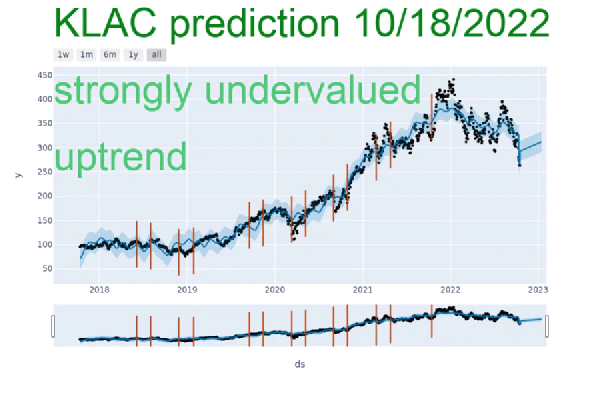 KLAC prediction 10/18/2022
1w 1m 6m 1y all
strongly undervalued
uptrend
450
400
350
300
250
200
150
100
50
y
2018 2019 2020 2021 2022 2023
ds